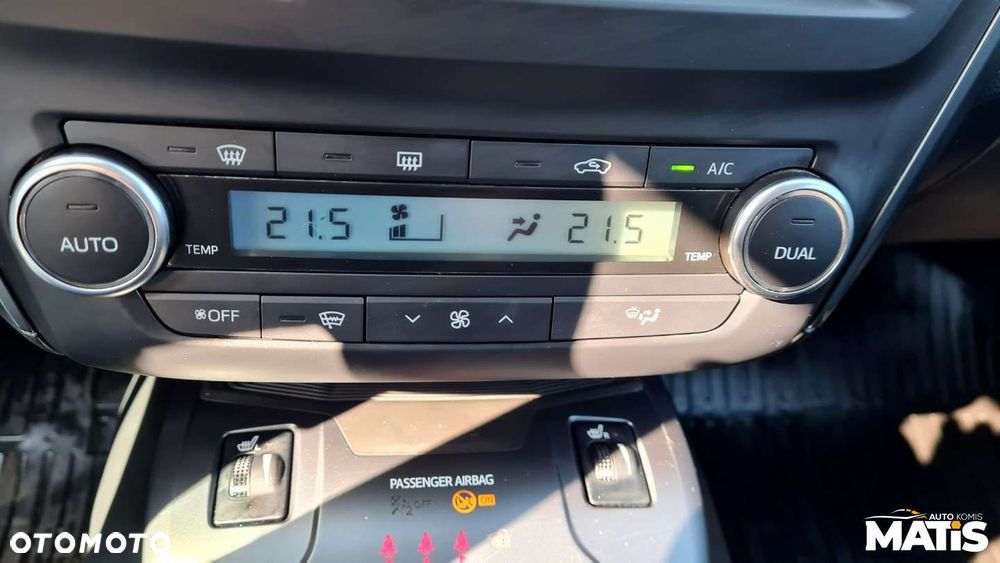 A/C
AUTO
TEMP
21.5
21.5
TEMP
DUAL
OFF
PASSENGER AIRBAG
OFF
ON
OTOMOTO
AUTO KOMIS
MATIS